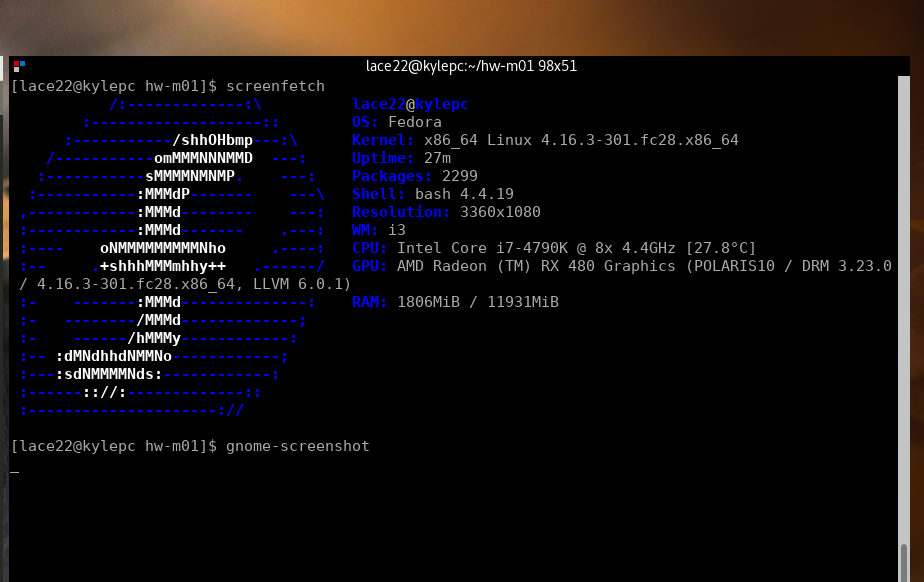 lace22@kylepc:~/hw-m01 98x51
[lace22@kylepc hw-m01]$ screenfetch
          /:-------------:\          lace22@kylepc
       :-------------------::        OS: Fedora
     :-----------/shhOHbmp---:\      Kernel: x86_64 Linux 4.16.3-301.fc28.x86_64
   /-----------omMMMNNNMMD  ---:     Uptime: 27m
  :-----------sMMMMNMNMP.    ---:    Packages: 2299
 :-----------:MMMdP-------    ---\   Shell: bash 4.4.19
,------------:MMMd--------    ---:   Resolution: 3360x1080
:------------:MMMd-------    .---:   WM: i3
:----    oNMMMMMMMMMNho     .----:   CPU: Intel Core i7-4790K @ 8x 4.4GHz [27.8°C]
:--     .+shhhMMMmhhy++   .------/   GPU: AMD Radeon (TM) RX 480 Graphics (POLARIS10 / DRM 3.23.0
/ 4.16.3-301.fc28.x86_64, LLVM 6.0.1)
:-    -------:MMMd--------------:    RAM: 1806MiB / 11931MiB
:-   --------/MMMd-------------;
:-    ------/hMMMy------------:
:-- :dMNdhhdNMMNo------------;
:---:sdNMMMMNds:------------:
:------:://:-------------::
:---------------------://
[lace22@kylepc hw-m01]$ gnome-screenshot